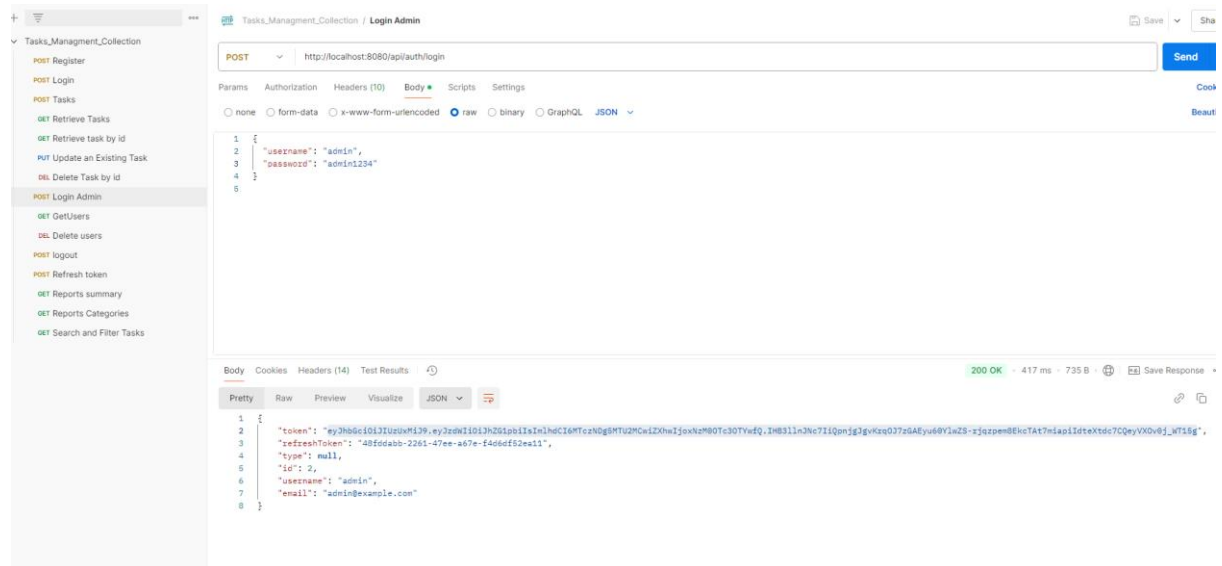 Tasks_Managment_Collection / Login Admin
Save
Sha
Tasks_Managment_Collection
POST Register
POST Login
POST Tasks
GET Retrieve Tasks
GET Retrieve task by id
PUT Update an Existing Task
DEL Delete Task by id
POST Login Admin
GET GetUsers
DEL Delete users
POST logout
POST Refresh token
GET Reports summary
GET Reports Categories
GET Search and Filter Tasks
POST http://localhost:8080/api/auth/login Send
Params Authorization Headers (10) Body Scripts Settings Cook
none form-data x-www-form-urlencoded raw binary GraphQL JSON Beauti
1 {
2 "username": "admin",
3 "password": "admin1234"
4 }
5
Body Cookies Headers (14) Test Results 200 OK 417 ms 735 B Save Response
Pretty Raw Preview Visualize JSON
1 {
2 "token":
3 "refreshToken": "48fddabb-2261-47ee-a67e-f4d6df52ea11",
4 "type": null,
5 "id": 2,
6 "username": "admin",
7 "email": "admin@example.com"
8 }